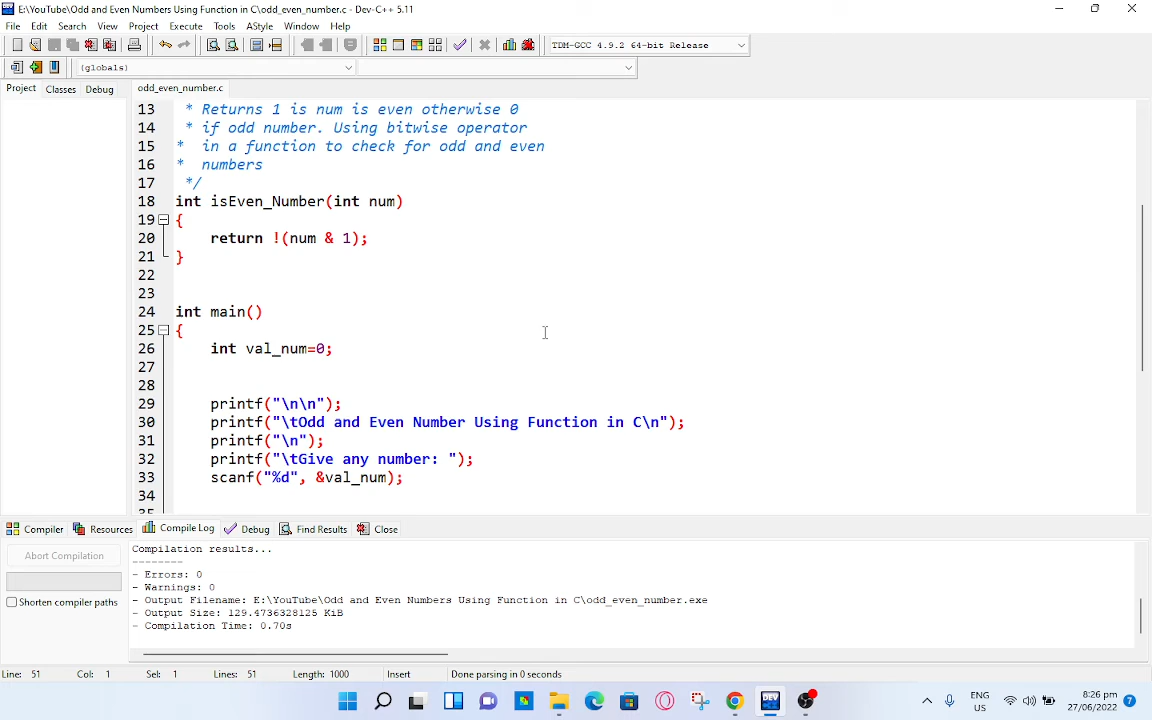 E:\YouTube\Odd and Even Numbers Using Function in C\odd_even_number.c - Dev-C++ 5.11
File Edit Search View Project Execute Tools AStyle Window Help
TDM-GCC 4.9.2 64-bit Release
(globals)
Project Classes Debug odd_even_number.c
13 * Returns 1 is num is even otherwise 0
14 * if odd number. Using bitwise operator
15 * in a function to check for odd and even
16 * numbers
17 */
18 int isEven_Number(int num)
19 {
20 return !(num & 1);
21 }
22
23
24 int main()
25 {
26 int val_num=0;
27
28
29 printf("\n\n");
30 printf("\tOdd and Even Number Using Function in C\n");
31 printf("\n");
32 printf("\tGive any number: ");
33 scanf("%d", &val_num);
34
35
Compiler Resources Compile Log Debug Find Results Close
Abort Compilation
Shorten compiler paths
Compilation results...
--------
- Errors: 0
- Warnings: 0
- Output Filename: E:\YouTube\Odd and Even Numbers Using Function in C\odd_even_number.exe
- Output Size: 129.4736328125 KiB
- Compilation Time: 0.70s
Line: 51 Col: 1 Sel: 1 Lines: 51 Length: 1000 Insert Done parsing in 0 seconds
DEV
ENG
US
8:26 pm
27/06/2022
7